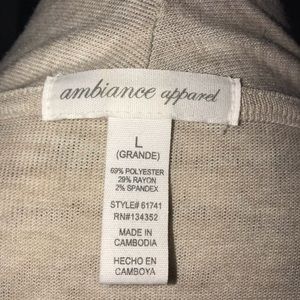 ambiance apparel
L
(GRANDE)
69% POLYESTER
29% RAYON
2% SPANDEX
STYLE# 61741
RN#134352
MADE IN
CAMBODIA
HECHO EN
CAMBOYA